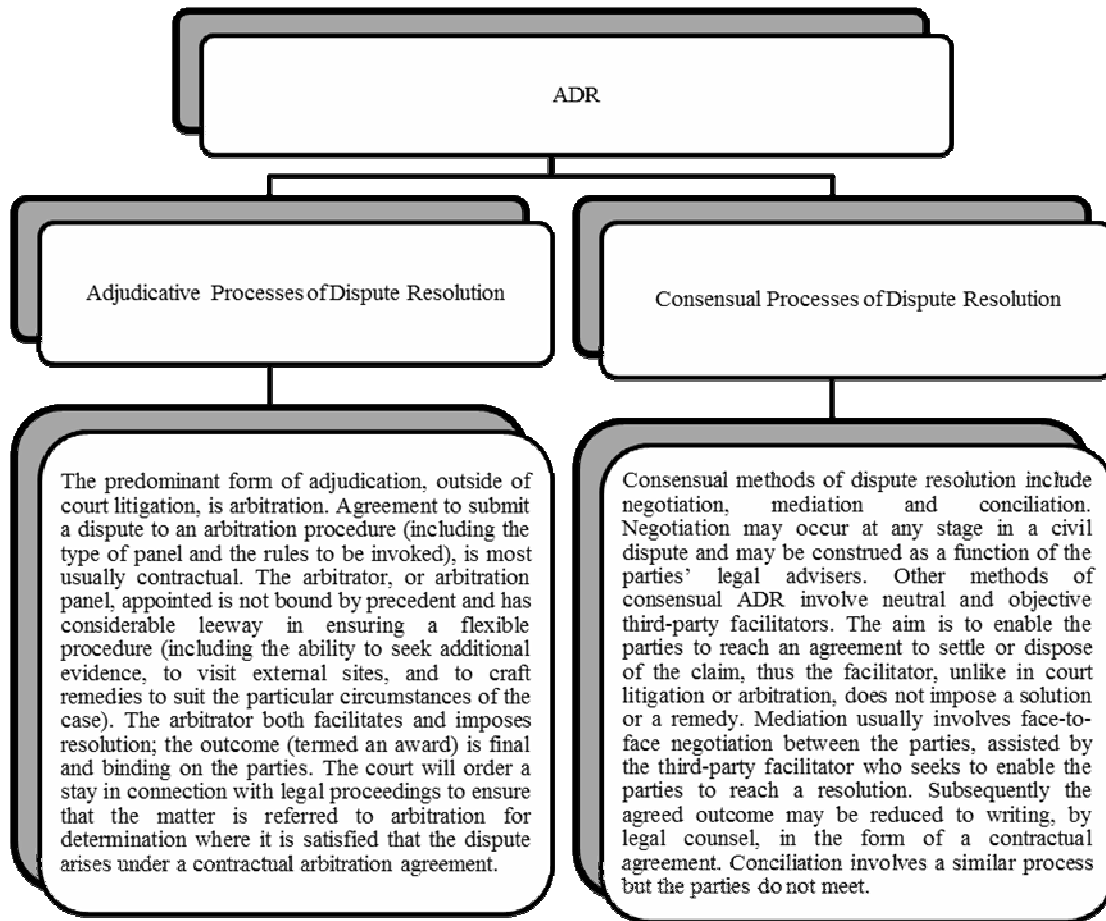 ADR
Adjudicative Processes of Dispute Resolution
Consensual Processes of Dispute Resolution
The predominant form of adjudication, outside of
court litigation, is arbitration. Agreement to submit
a dispute to an arbitration procedure (including the
type of panel and the rules to be invoked), is most
usually contractual. The arbitrator, or arbitration
panel, appointed is not bound by precedent and has
considerable leeway in ensuring a flexible
procedure (including the ability to seek additional
evidence, to visit external sites, and to craft
remedies to suit the particular circumstances of the
case). The arbitrator both facilitates and imposes
resolution; the outcome (termed an award) is final
and binding on the parties. The court will order a
stay in connection with legal proceedings to ensure
that the matter is referred to arbitration for
determination where it is satisfied that the dispute
arises under a contractual arbitration agreement.
Consensual methods of dispute resolution include
negotiation, mediation and conciliation.
Negotiation may occur at any stage in a civil
dispute and may be construed as a function of the
parties’ legal advisers. Other methods of
consensual ADR involve neutral and objective
third-party facilitators. The aim is to enable the
parties to reach an agreement to settle or dispose
of the claim, thus the facilitator, unlike in court
litigation or arbitration, does not impose a solution
or a remedy. Mediation usually involves face-to-
face negotiation between the parties, assisted by
the third-party facilitator who seeks to enable the
parties to reach a resolution. Subsequently the
agreed outcome may be reduced to writing, by
legal counsel, in the form of a contractual
agreement. Conciliation involves a similar process
but the parties do not meet.